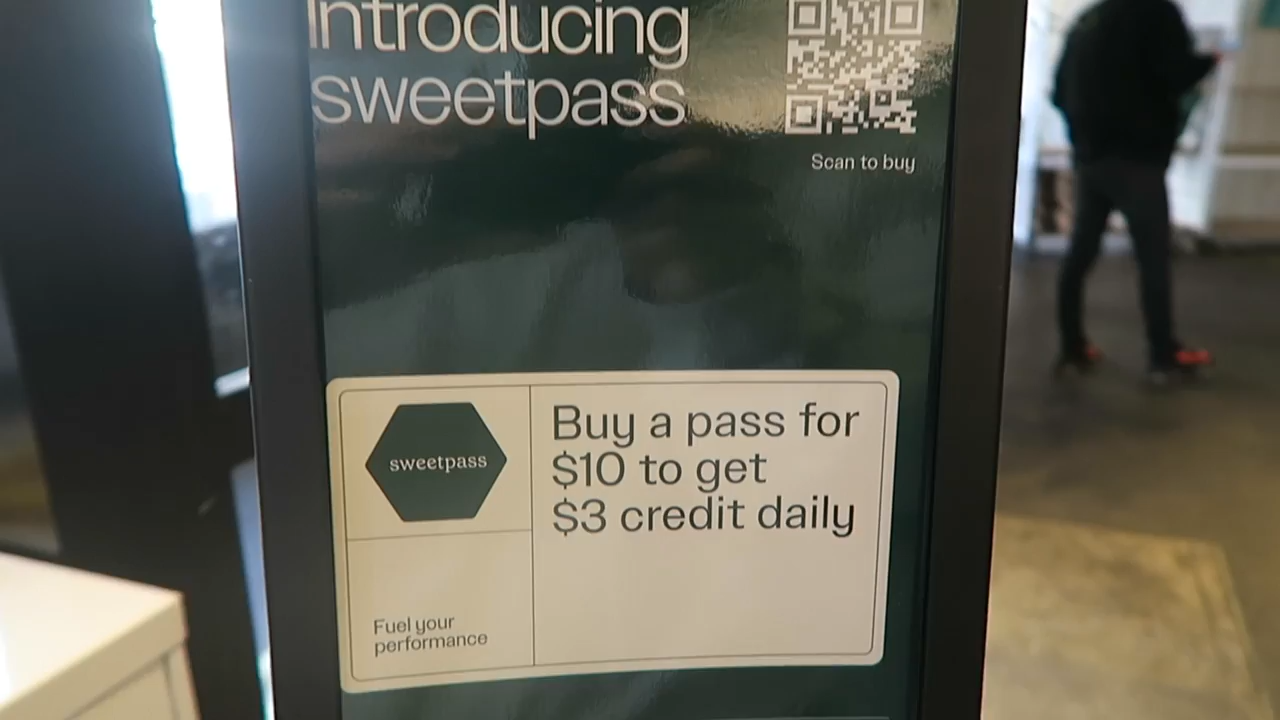 Introducing
sweetpass
Scan to buy
sweetpass
Buy a pass for
$10 to get
$3 credit daily
Fuel your
performance